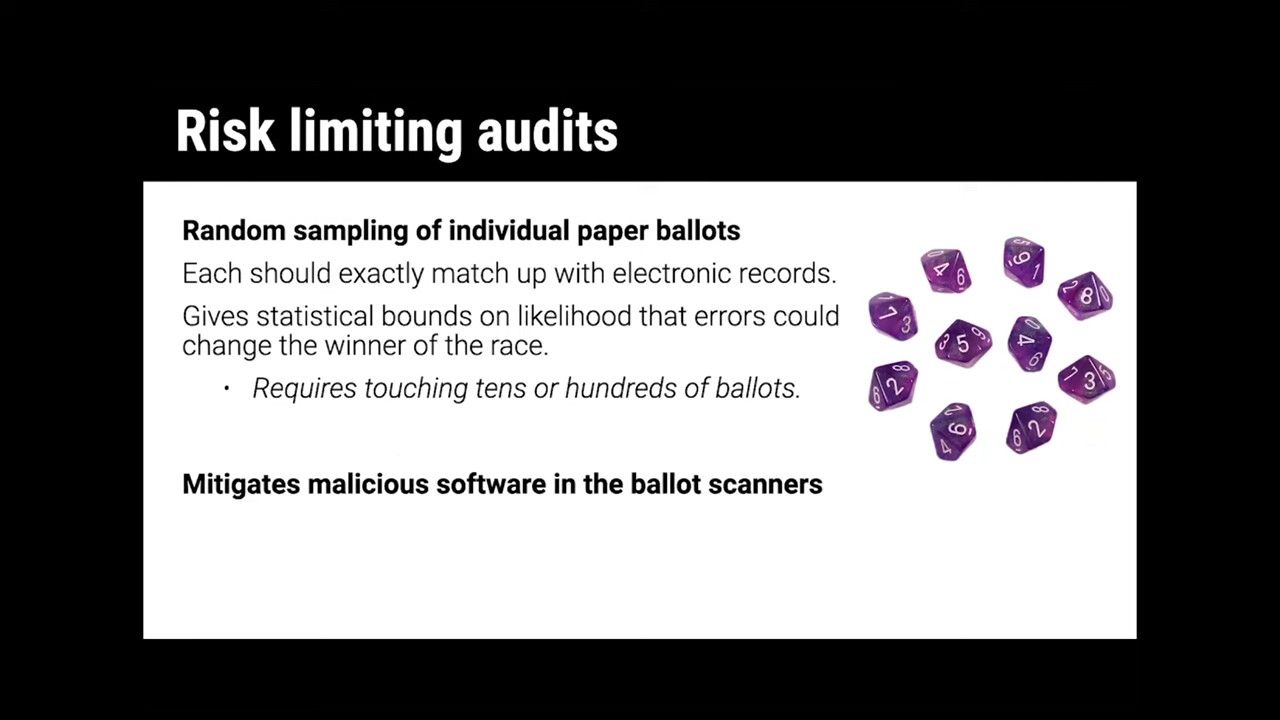 Risk limiting audits
Random sampling of individual paper ballots
Each should exactly match up with electronic records.
Gives statistical bounds on likelihood that errors could
change the winner of the race.
• Requires touching tens or hundreds of ballots.
Mitigates malicious software in the ballot scanners